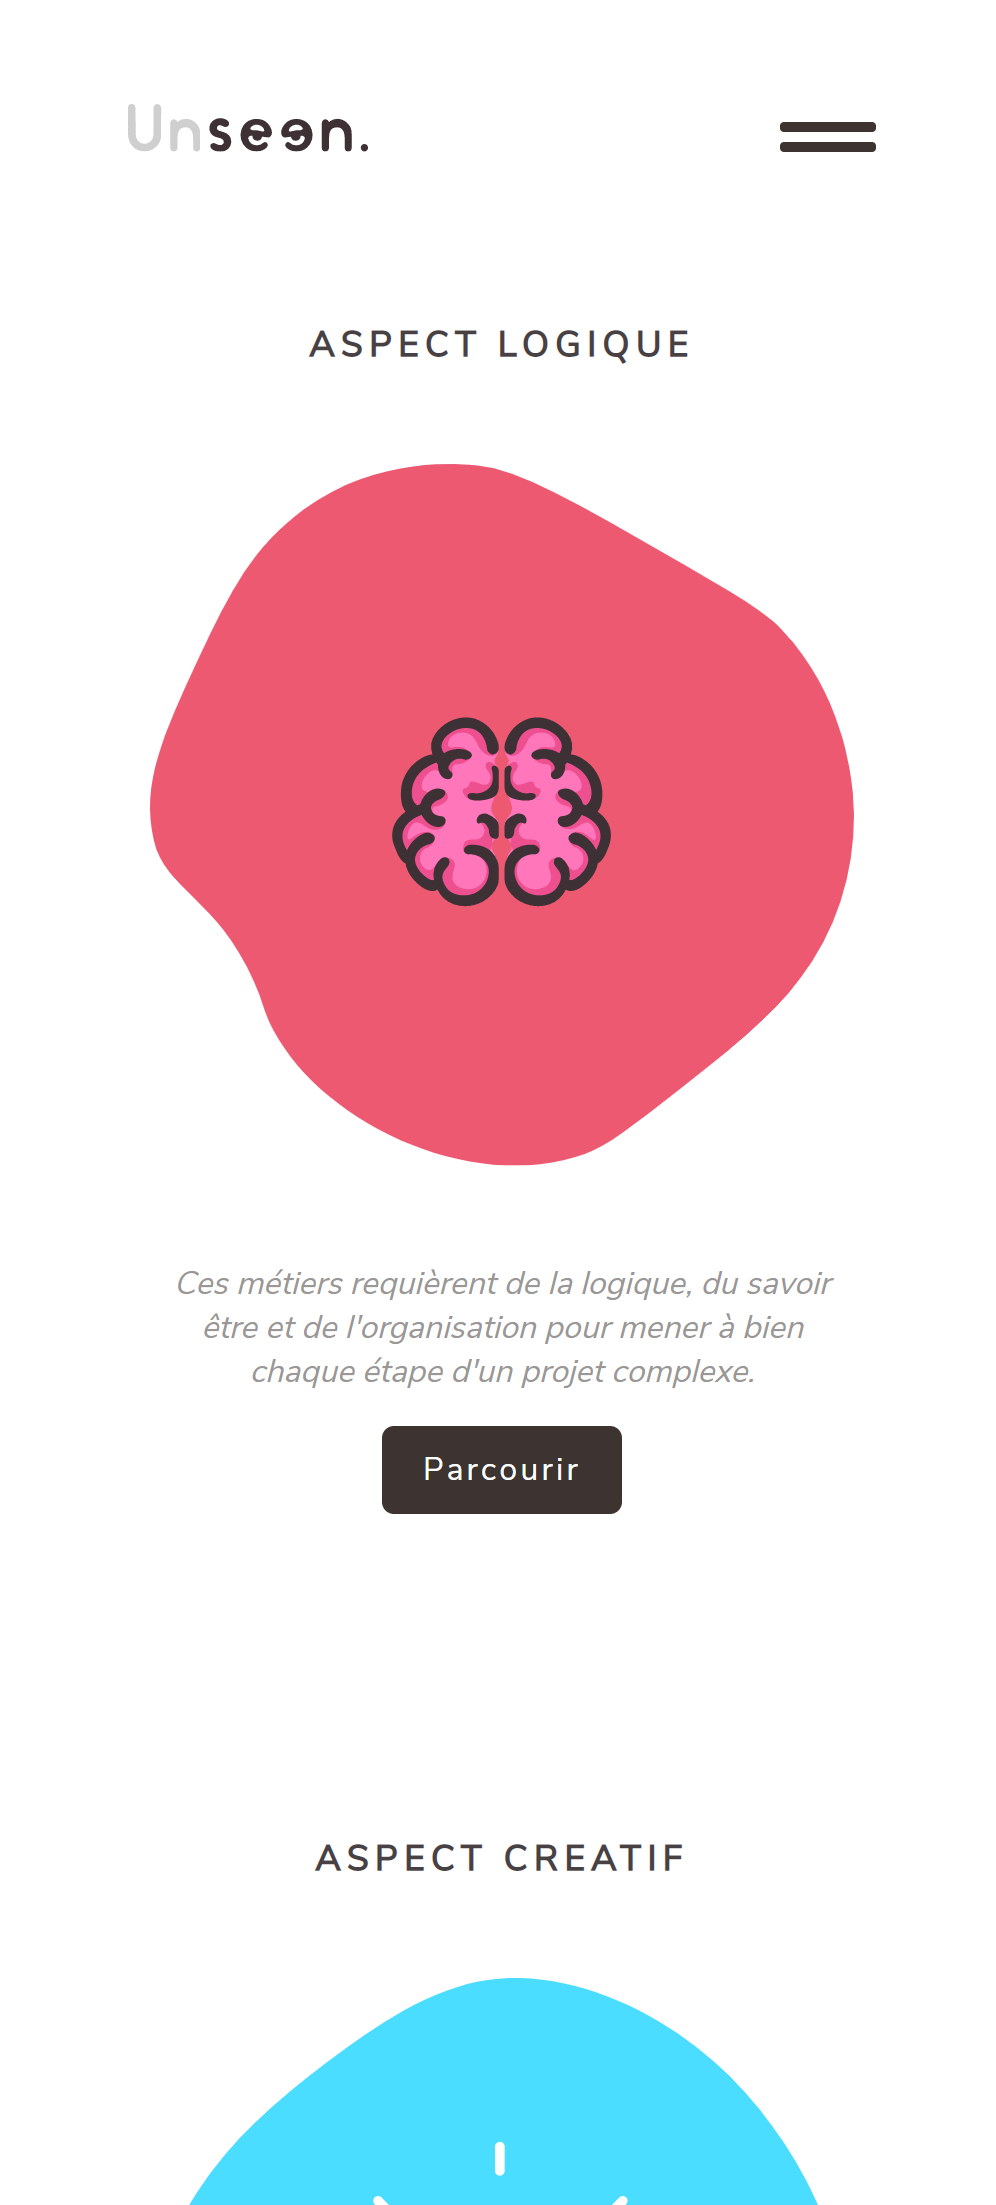 Unseen.
ASPECT LOGIQUE
Ces métiers requièrent de la logique, du savoir
être et de l'organisation pour mener à bien
chaque étape d'un projet complexe.
Parcourir
ASPECT CREATIF